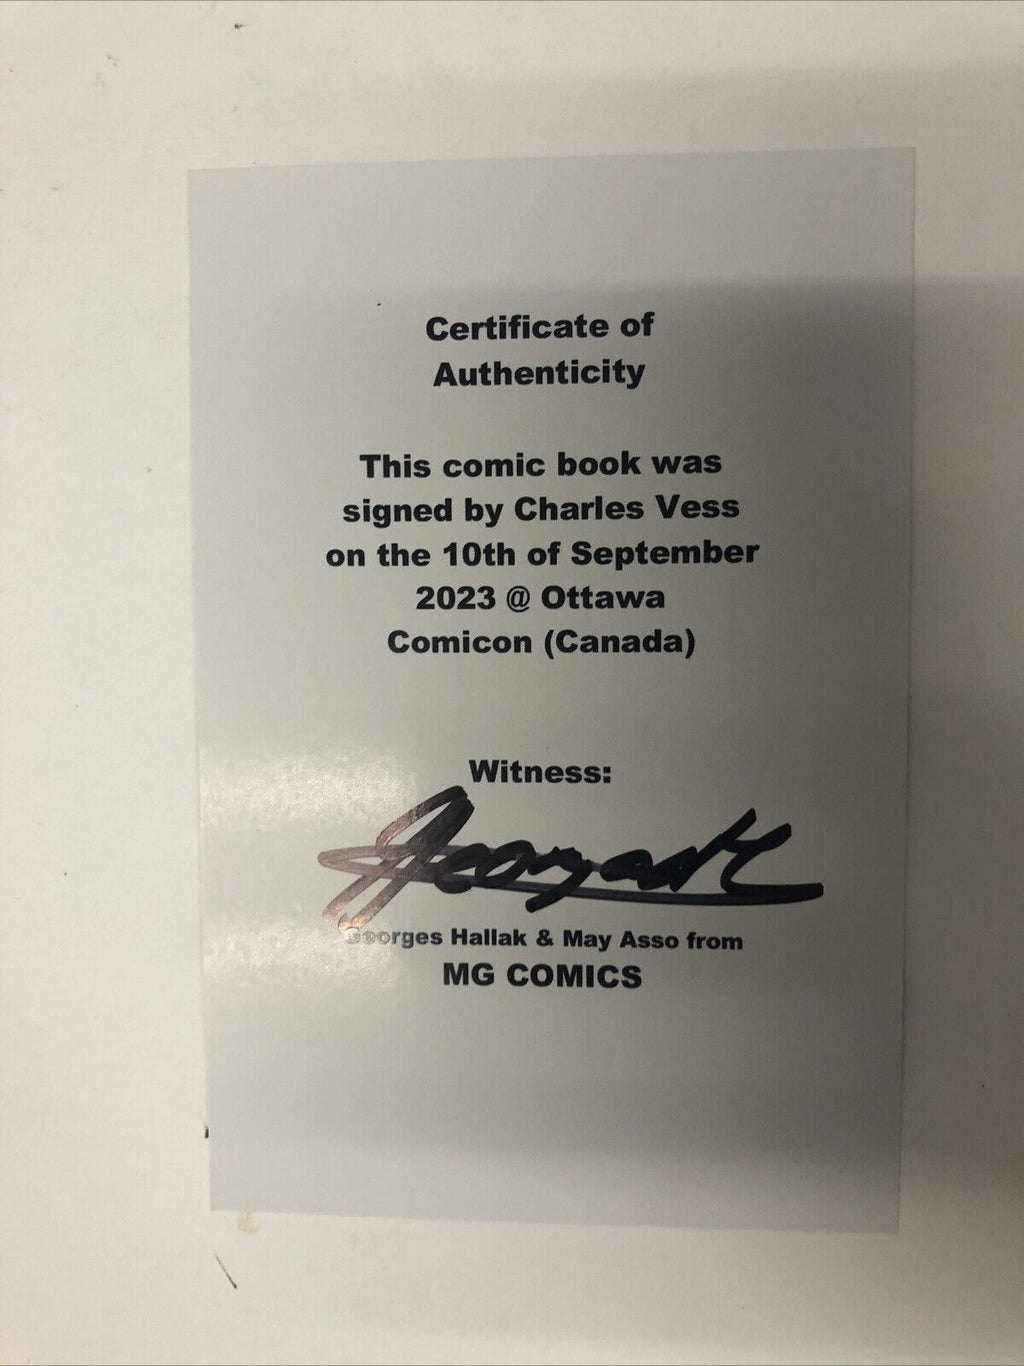 Certificate of
Authenticity
This comic book was
signed by Charles Vess
on the 10th of September
2023 @ Ottawa
Comicon (Canada)
Witness:
Georges Hallak & May Asso from
MG COMICS